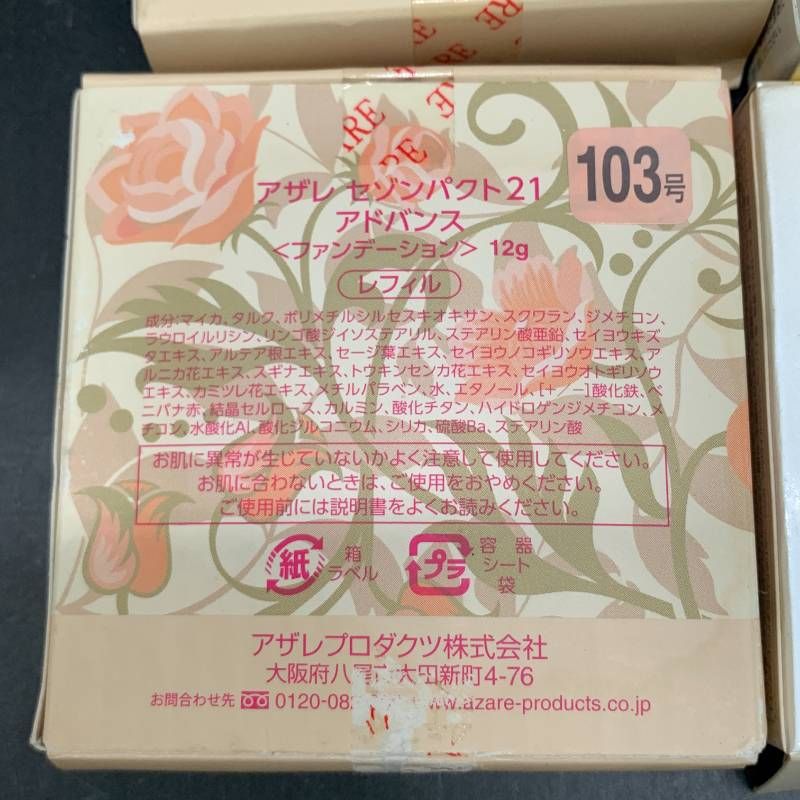 103号
アザレ セゾンパクト21
アドバンス
<ファンデーション> 12g
レフィル
成分:マイカ、タルク、ポリメチルシルセスキオキサン、スクワラン、ジメチコン、
ラウロイルリシン、リンゴ酸ジイソステアリル、ステアリン酸亜鉛、セイヨウキズ
タエキス、アルテア根エキス、セージ葉エキス、セイヨウノコギリソウエキス、ア
ルニカ花エキス、スギナエキス、トウキンセンカ花エキス、セイヨウオトギリソウ
エキス、カミツレ花エキス、メチルパラベン、水、エタノール、[+-]酸化鉄、ベ
ニバナ赤、結晶セルロース、カルミン、酸化チタン、ハイドロゲンジメチコン、メ
チコン、水酸化Al、酸化ジルコニウム、シリカ、硫酸Ba、ステアリン酸
お肌に異常が生じていないかよく注意して使用してください。
お肌に合わないときは、ご使用をおやめください。
ご使用前には説明書をよくお読みください。
紙 箱 ラベル
プラ 容器 シート 袋
アザレプロダクツ株式会社
大阪府八尾市太田新町4-76
お問合わせ先 0120-08
www.azare-products.co.jp